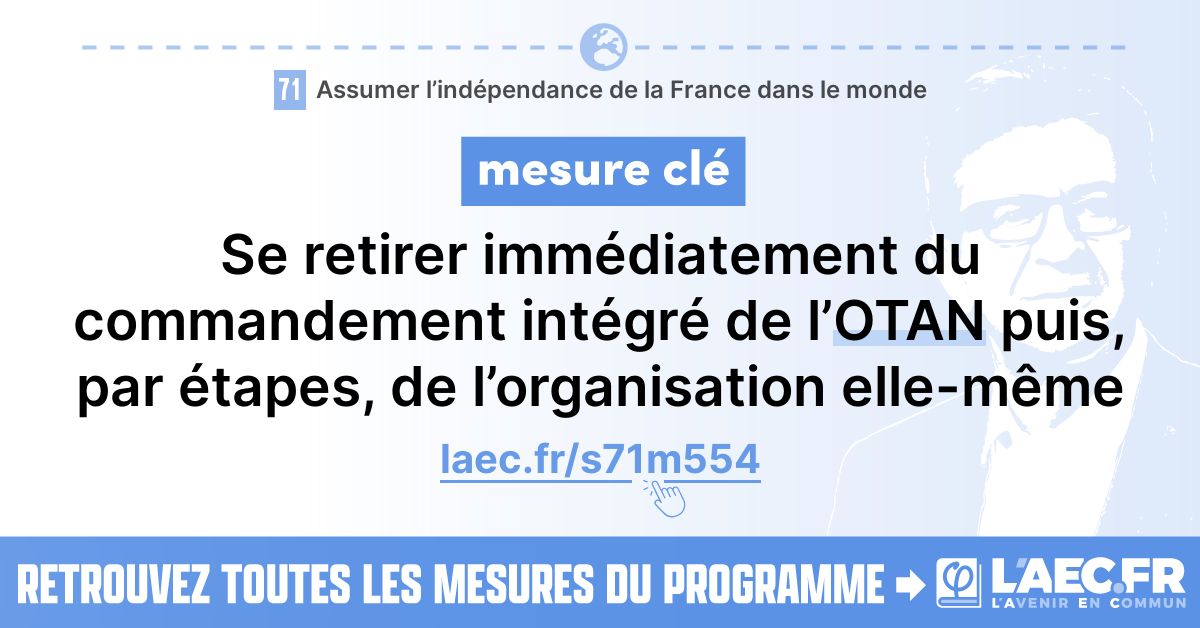 71 Assumer l’indépendance de la France dans le monde
mesure clé
Se retirer immédiatement du
commandement intégré de l’OTAN puis,
par étapes, de l’organisation elle-même
laec.fr/s71m554
RETROUVEZ TOUTES LES MESURES DU PROGRAMME L'AEC.FR
L'AVENIR EN COMMUN